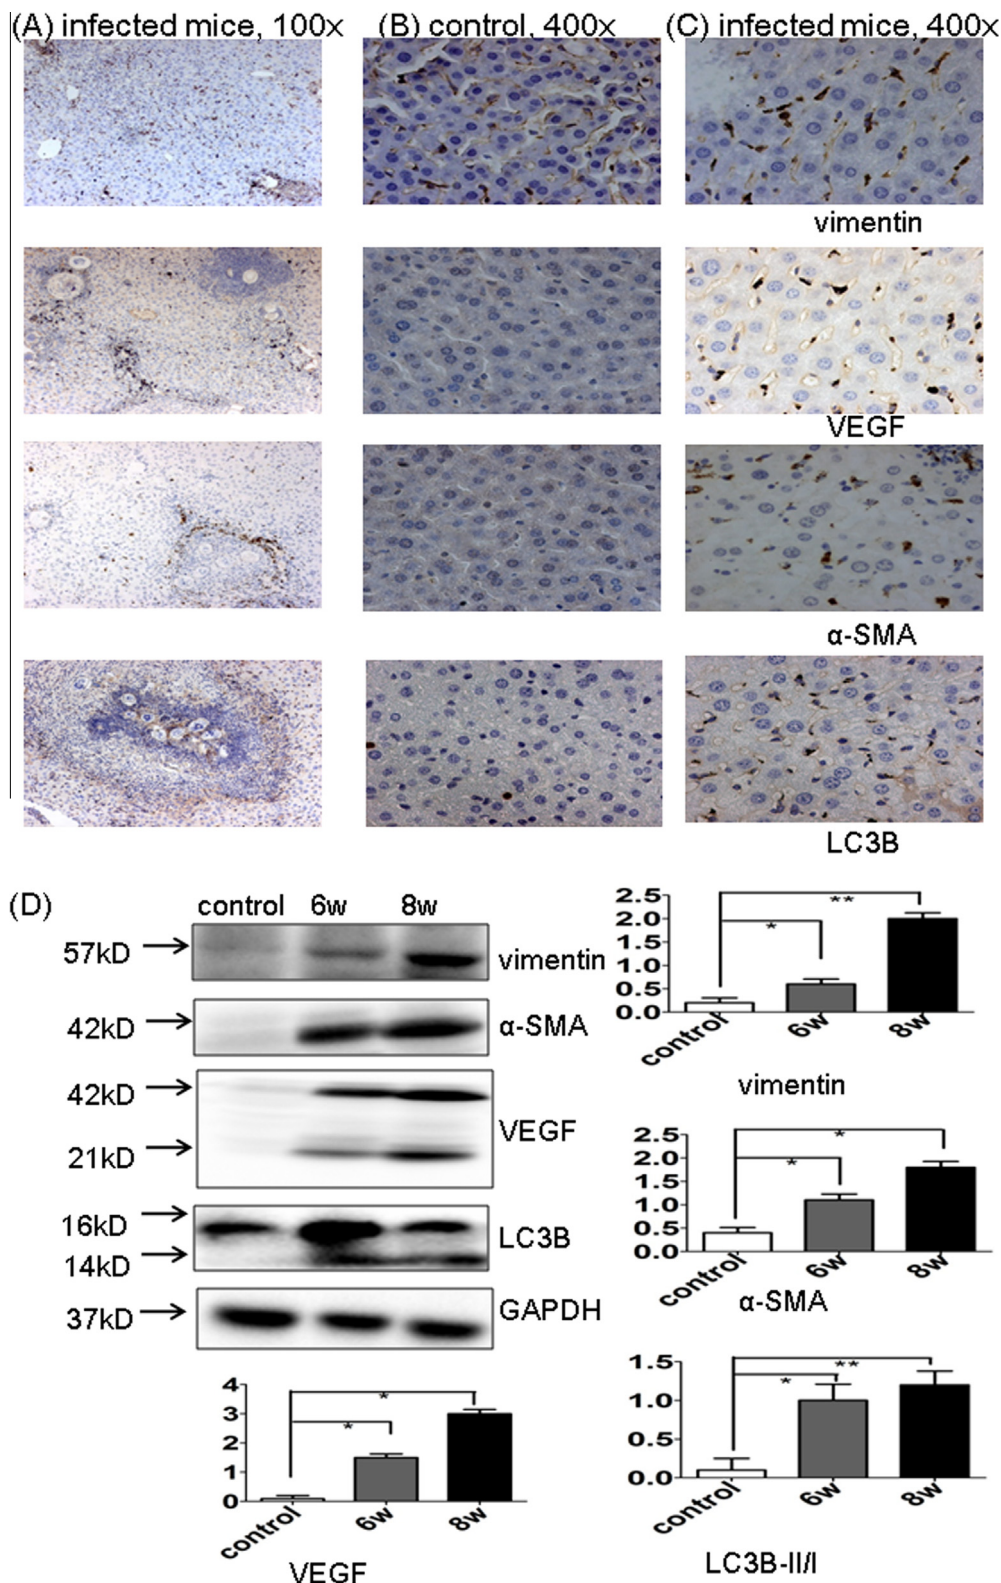 (A) infected mice, 100x (B) control, 400x (C) infected mice, 400x
vimentin
VEGF
α-SMA
LC3B
(D)
control 6w 8w
57kD vimentin
42kD α-SMA
42kD
VEGF
21kD
16kD
LC3B
14kD
37kD GAPDH
2.5
2.0
1.5
1.0
0.5
0.0
**
*
control 6w 8w
vimentin
2.5
2.0
1.5
1.0
0.5
0.0
*
*
control 6w 8w
α-SMA
4
3
2
1
0
*
*
control 6w 8w
VEGF
1.5
1.0
0.5
0.0
**
*
control 6w 8w
LC3B-II/I